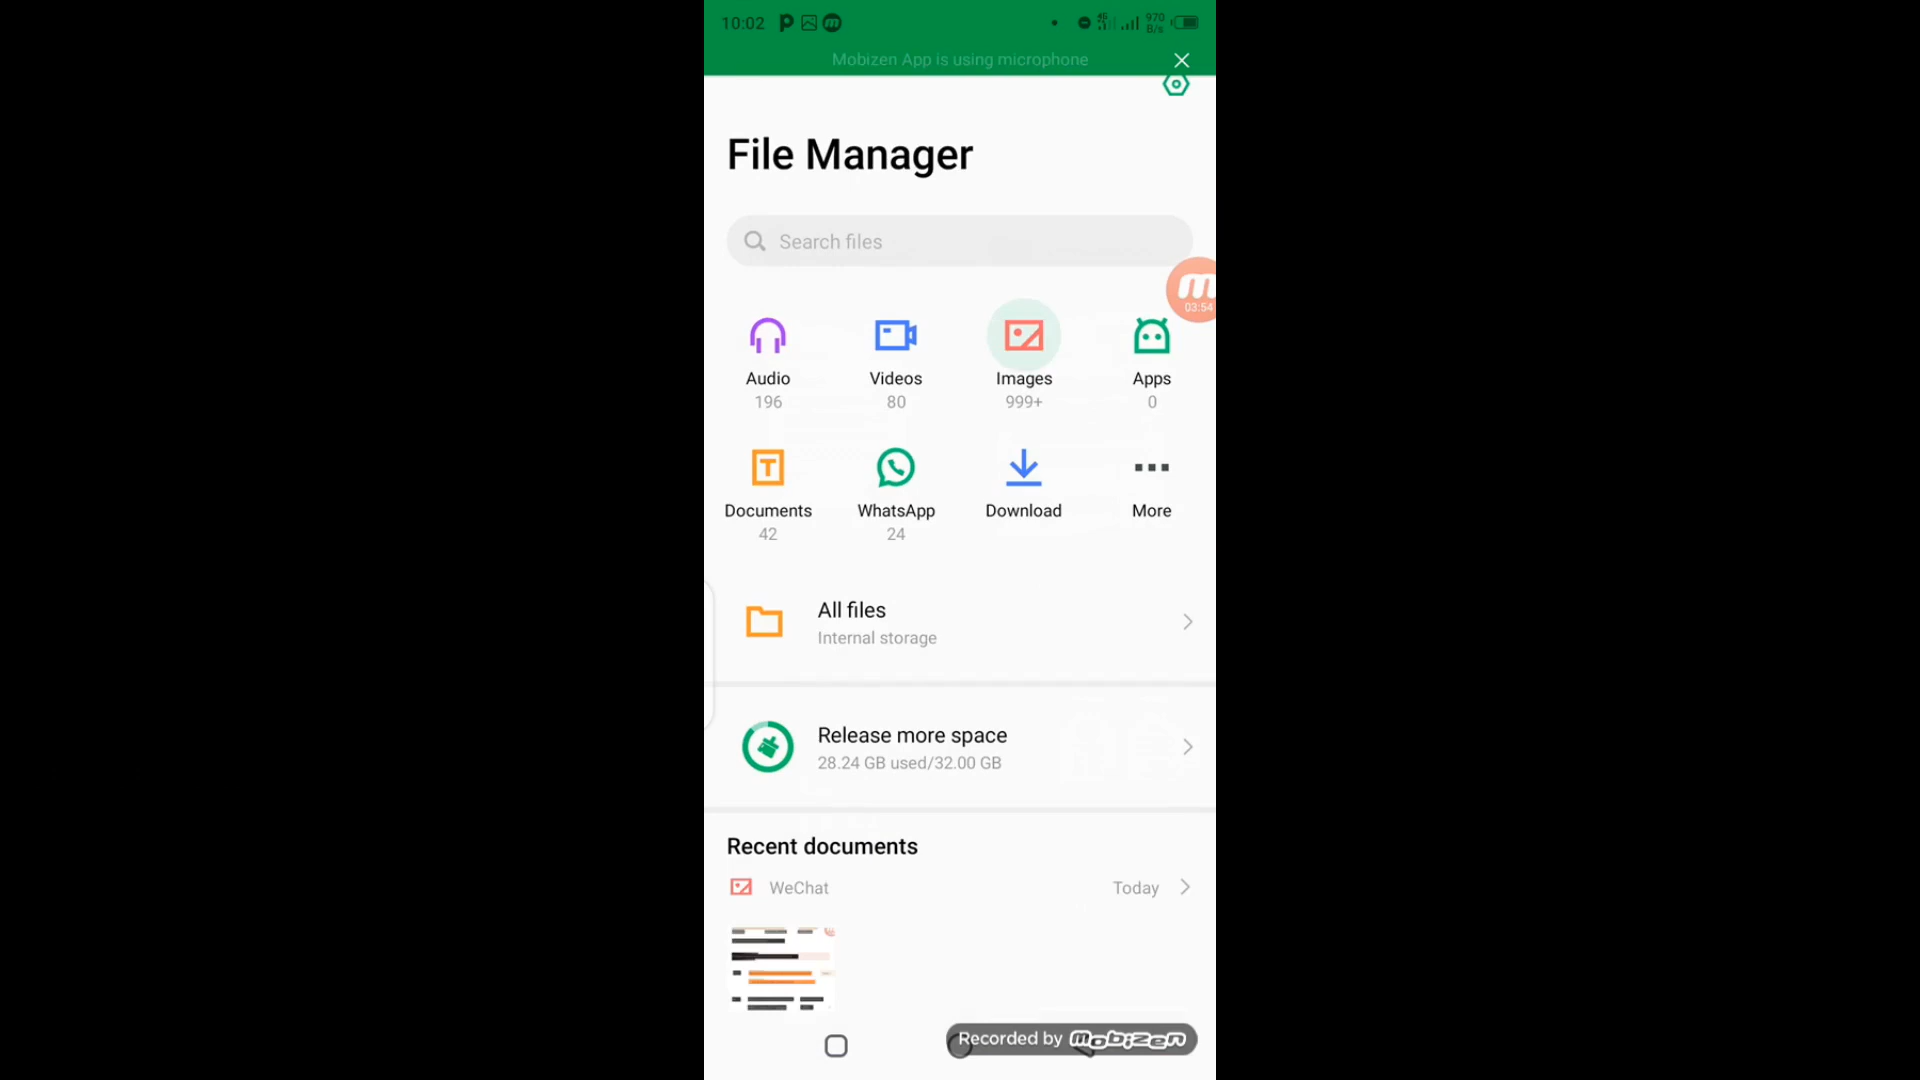 10:02
4G
970
B/s
Mobizen App is using microphone
File Manager
Search files
03:54
Audio
Videos
Images
Apps
196
80
999+
0
Documents
WhatsApp
Download
More
42
24
All files
Internal storage
Release more space
28.24 GB used/32.00 GB
Recent documents
WeChat
Today
Recorded by mobizen